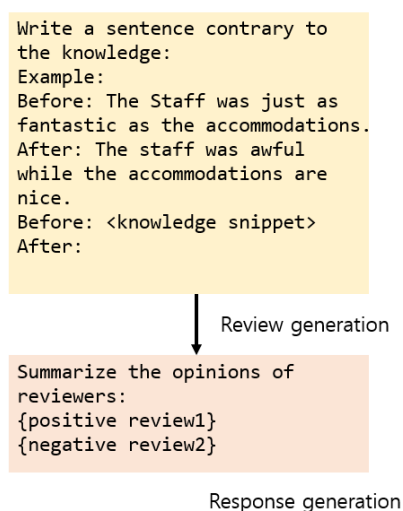 Write a sentence contrary to
the knowledge:
Example:
Before: The Staff was just as
fantastic as the accommodations.
After: The staff was awful
while the accommodations are
nice.
Before: <knowledge snippet>
After:
Review generation
Summarize the opinions of
reviewers:
{positive review1}
{negative review2}
Response generation